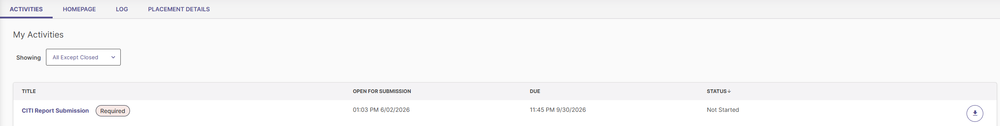 ACTIVITIES HOMEPAGE LOG PLACEMENT DETAILS
My Activities
Showing All Except Closed
TITLE OPEN FOR SUBMISSION DUE STATUS↓
CITI Report Submission Required 01:03 PM 6/02/2026 11:45 PM 9/30/2026 Not Started